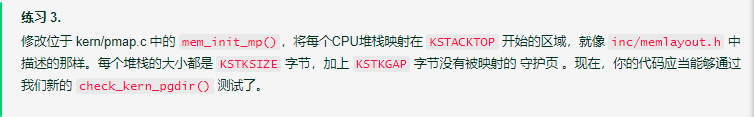 练习 3.
修改位于 kern/pmap.c 中的 mem_init_mp() ，将每个CPU堆栈映射在 KSTACKTOP 开始的区域，就像 inc/memlayout.h 中
描述的那样。每个堆栈的大小都是 KSTKSIZE 字节，加上 KSTKGAP 字节没有被映射的 守护页 。现在，你的代码应当能够通过
我们新的 check_kern_pgdir() 测试了。